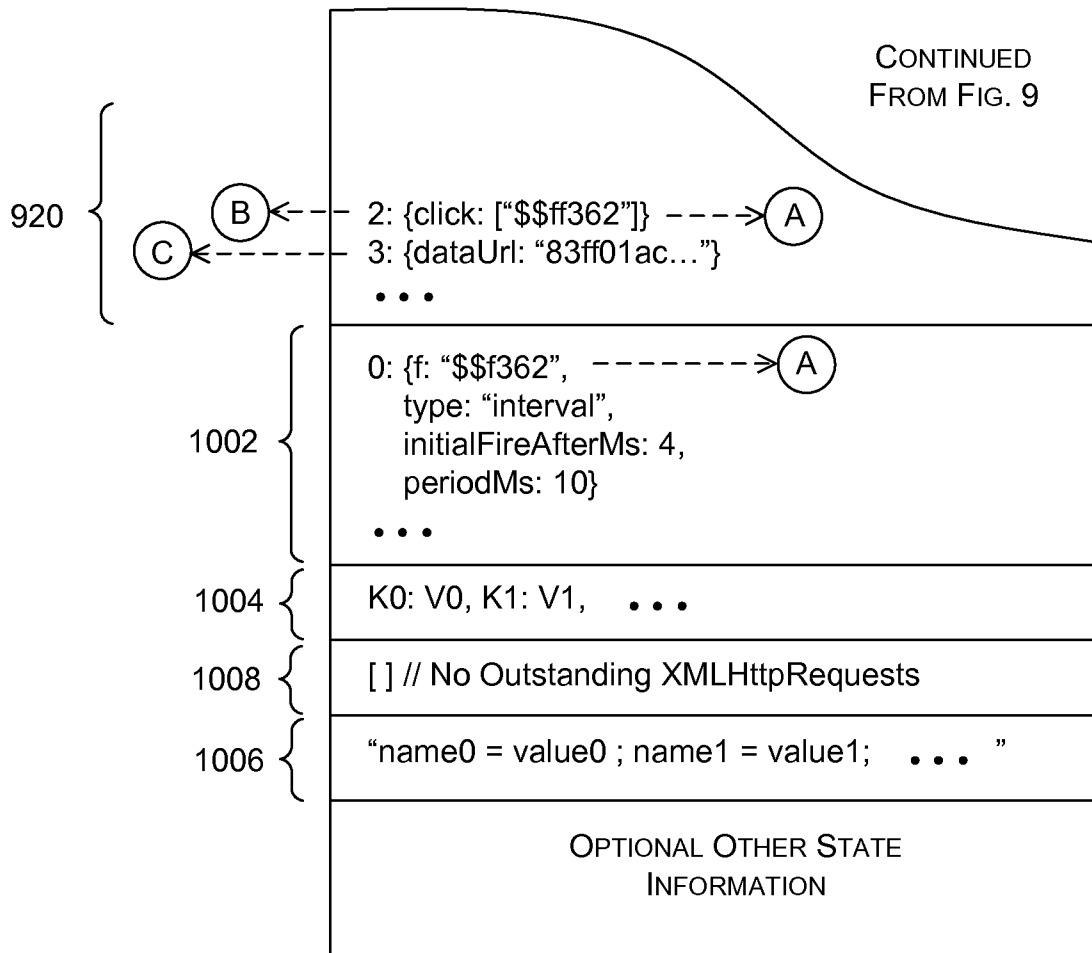 CONTINUED
FROM FIG. 9
920
B
2: {click: [“$$ff362”]}
A
C
3: {dataUrl: “83ff01ac…”}
• • •
1002
0: {f: “$$f362”,
A
type: “interval”,
initialFireAfterMs: 4,
periodMs: 10}
• • •
1004
K0: V0, K1: V1, • • •
1008
[ ] // No Outstanding XMLHttpRequests
1006
“name0 = value0 ; name1 = value1; • • • ”
OPTIONAL OTHER STATE
INFORMATION